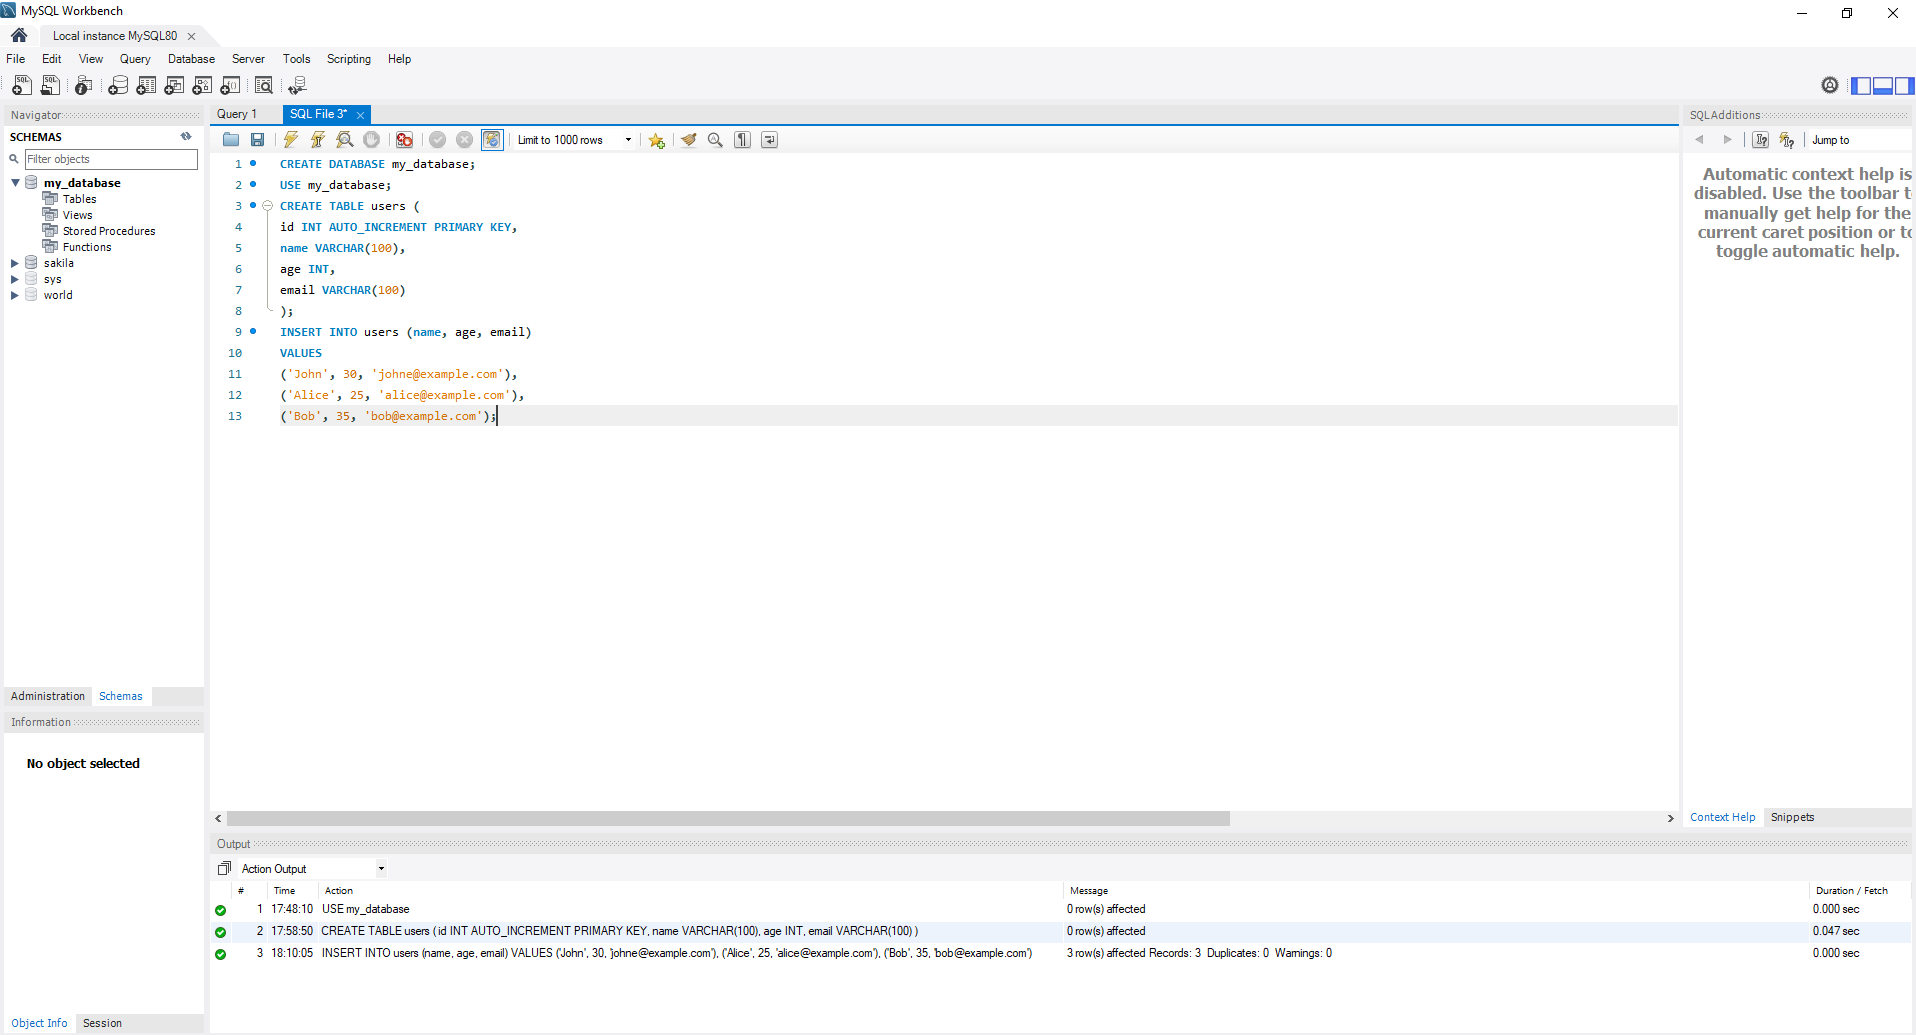 MySQL Workbench
Local instance MySQL80
File Edit View Query Database Server Tools Scripting Help
Navigator
SCHEMAS
Filter objects
my_database
Tables
Views
Stored Procedures
Functions
sakila
sys
world
Administration Schemas
Information
No object selected
Object Info Session
Query 1 SQL File 3*
Limit to 1000 rows
1 CREATE DATABASE my_database;
2 USE my_database;
3 CREATE TABLE users (
4 id INT AUTO_INCREMENT PRIMARY KEY,
5 name VARCHAR(100),
6 age INT,
7 email VARCHAR(100)
8 );
9 INSERT INTO users (name, age, email)
10 VALUES
11 ('John', 30, 'johne@example.com'),
12 ('Alice', 25, 'alice@example.com'),
13 ('Bob', 35, 'bob@example.com');
SQLAdditions
Jump to
Automatic context help is
disabled. Use the toolbar t
manually get help for the
current caret position or to
toggle automatic help.
Context Help Snippets
Output
Action Output
# Time Action Message Duration / Fetch
1 17:48:10 USE my_database 0 row(s) affected 0.000 sec
2 17:58:50 CREATE TABLE users ( id INT AUTO_INCREMENT PRIMARY KEY, name VARCHAR(100), age INT, email VARCHAR(100) ) 0 row(s) affected 0.047 sec
3 18:10:05 INSERT INTO users (name, age, email) VALUES ('John', 30, 'johne@example.com'), ('Alice', 25, 'alice@example.com'), ('Bob', 35, 'bob@example.com') 3 row(s) affected Records: 3 Duplicates: 0 Warnings: 0 0.000 sec